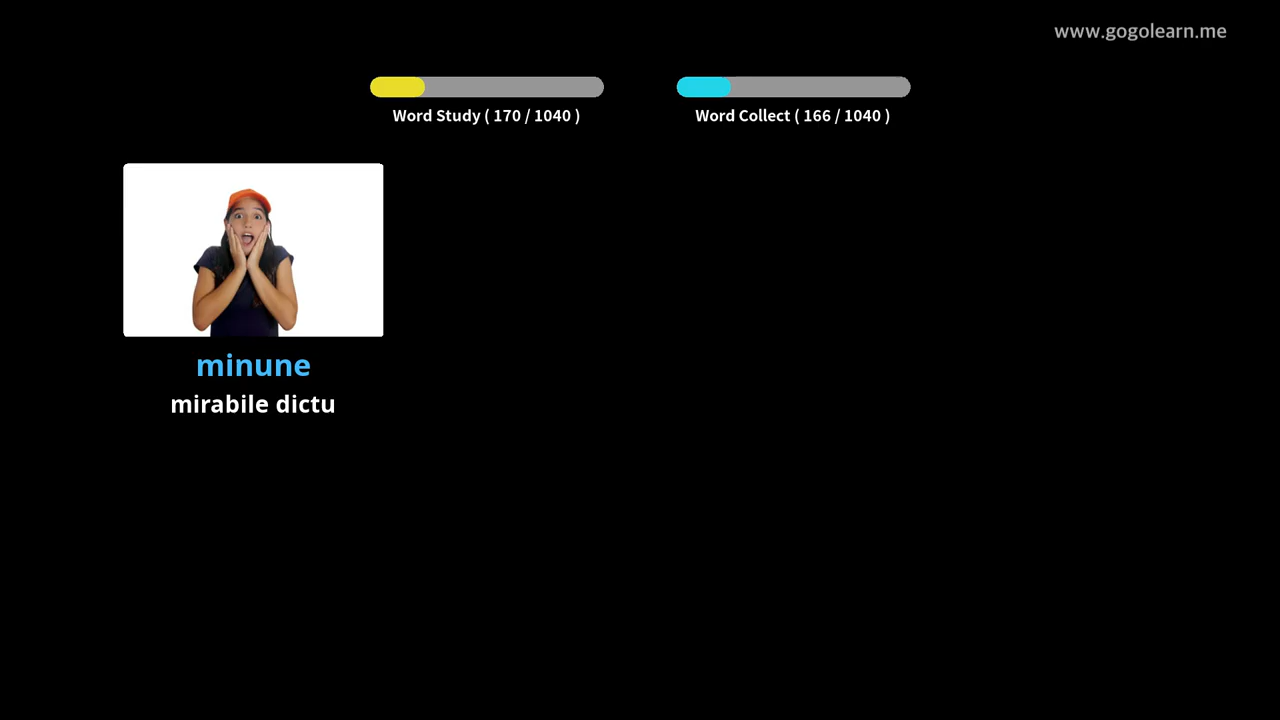 www.gogolearn.me
Word Study ( 170 / 1040 )
Word Collect ( 166 / 1040 )
minune
mirabile dictu